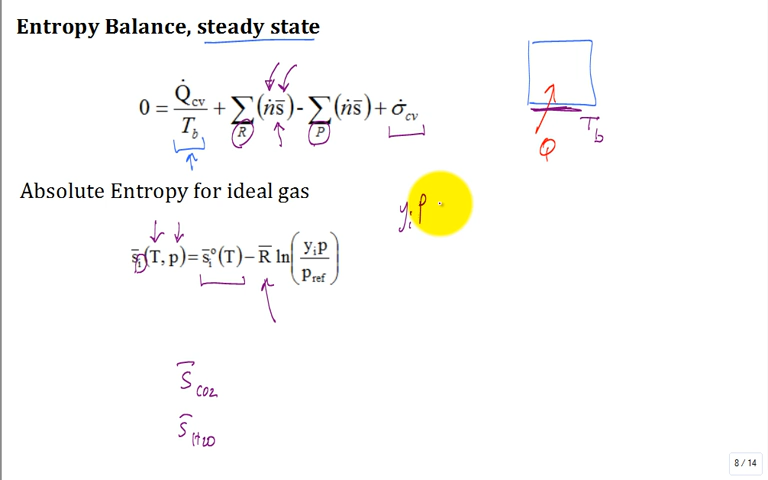 Entropy Balance, steady state
0 = Q̇cv/Tb + ∑R(ṅs̄) - ∑P(ṅs̄) + σ̇cv
Tb
Q
Absolute Entropy for ideal gas
yip
s̄i(T, p) = s̄i°(T) − R̄ ln(yip/pref)
s̄CO2
s̄H2O
8 / 14